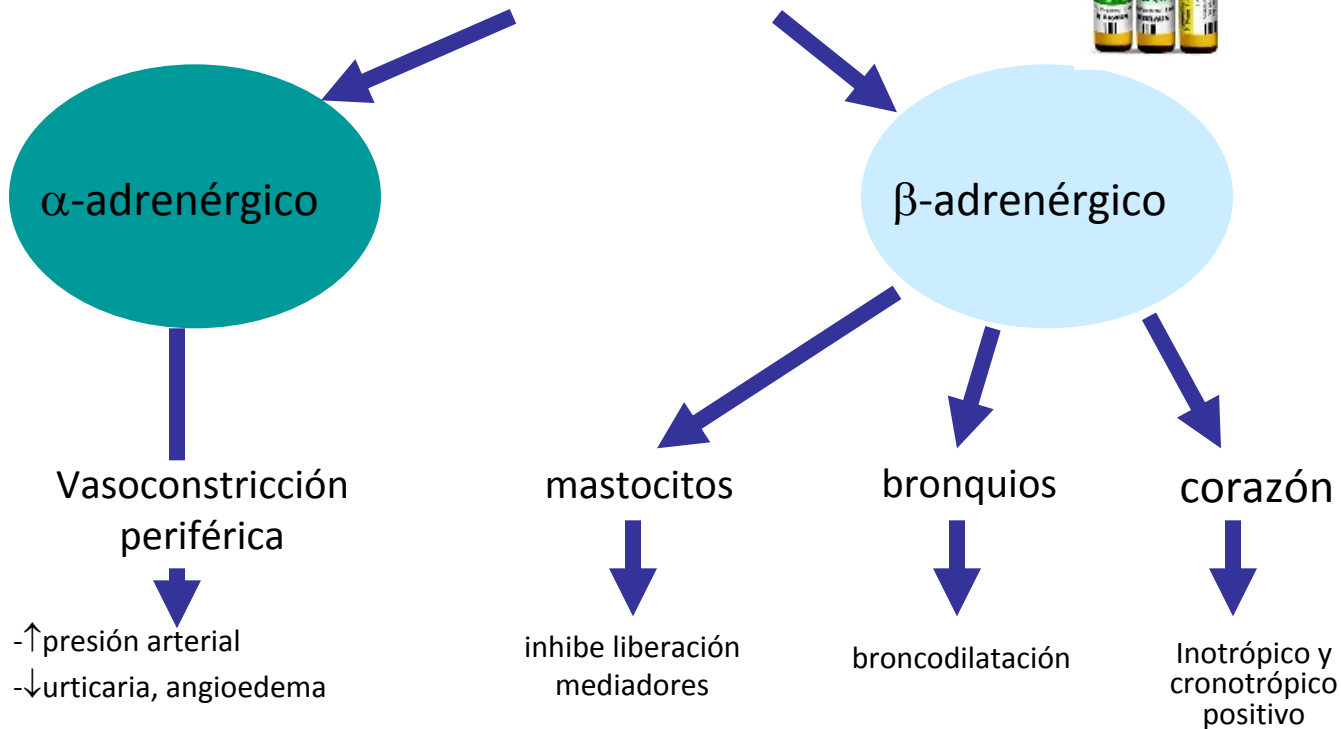 α-adrenérgico
β-adrenérgico
Vasoconstricción
periférica
mastocitos
bronquios
corazón
-↑presión arterial
-↓urticaria, angioedema
inhibe liberación
mediadores
broncodilatación
Inotrópico y
cronotrópico
positivo